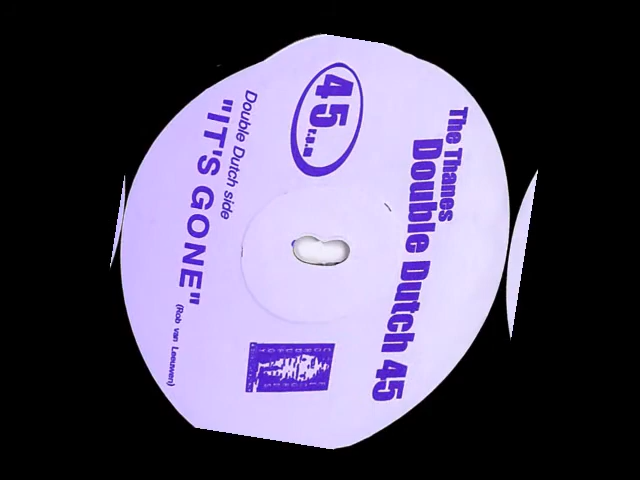 The Thanes
Double Dutch 45
45 r.p.m
Double Dutch side
"IT'S GONE"
(Rob van Leeuwen)